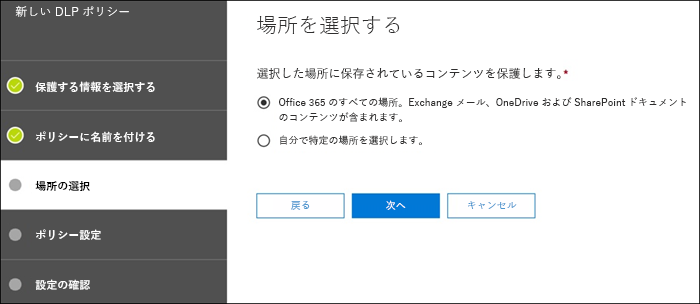 新しい DLP ポリシー
保護する情報を選択する
ポリシーに名前を付ける
場所の選択
ポリシー設定
設定の確認
場所を選択する
選択した場所に保存されているコンテンツを保護します。*
Office 365 のすべての場所。Exchange メール、OneDrive および SharePoint ドキュメント
のコンテンツが含まれます。
自分で特定の場所を選択します。
戻る
次へ
キャンセル